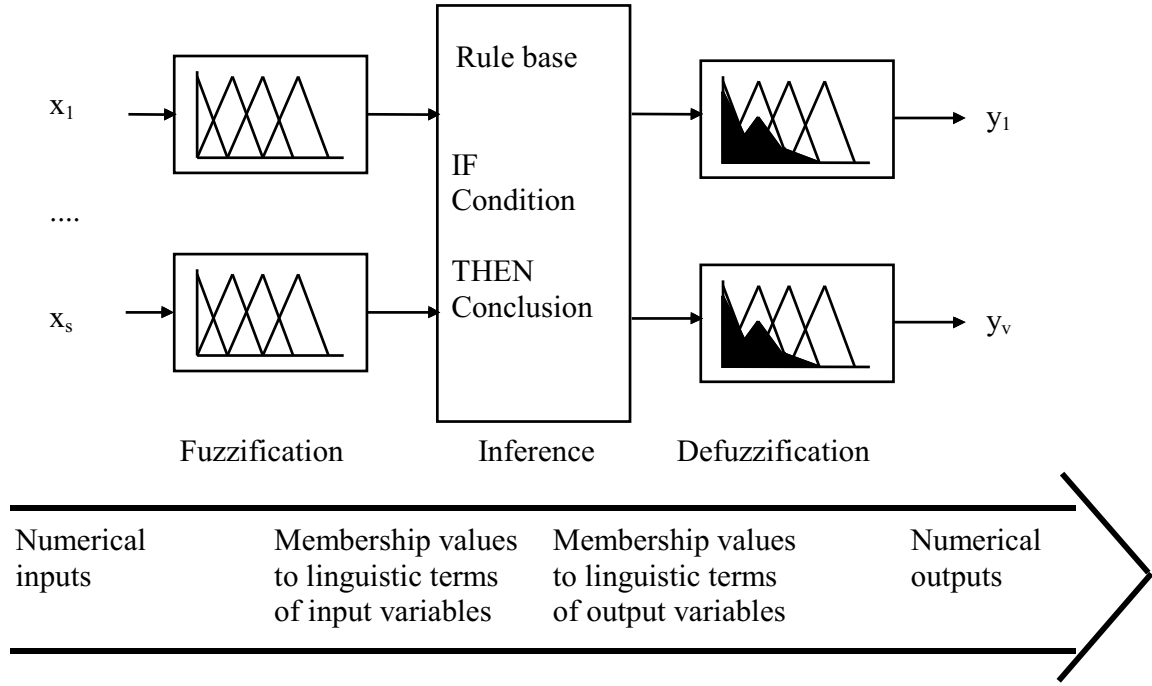 Rule base
x₁
y₁
IF
Condition
....
THEN
Conclusion
xₛ
yᵥ
Fuzzification
Inference
Defuzzification
Numerical
inputs
Membership values
to linguistic terms
of input variables
Membership values
to linguistic terms
of output variables
Numerical
outputs